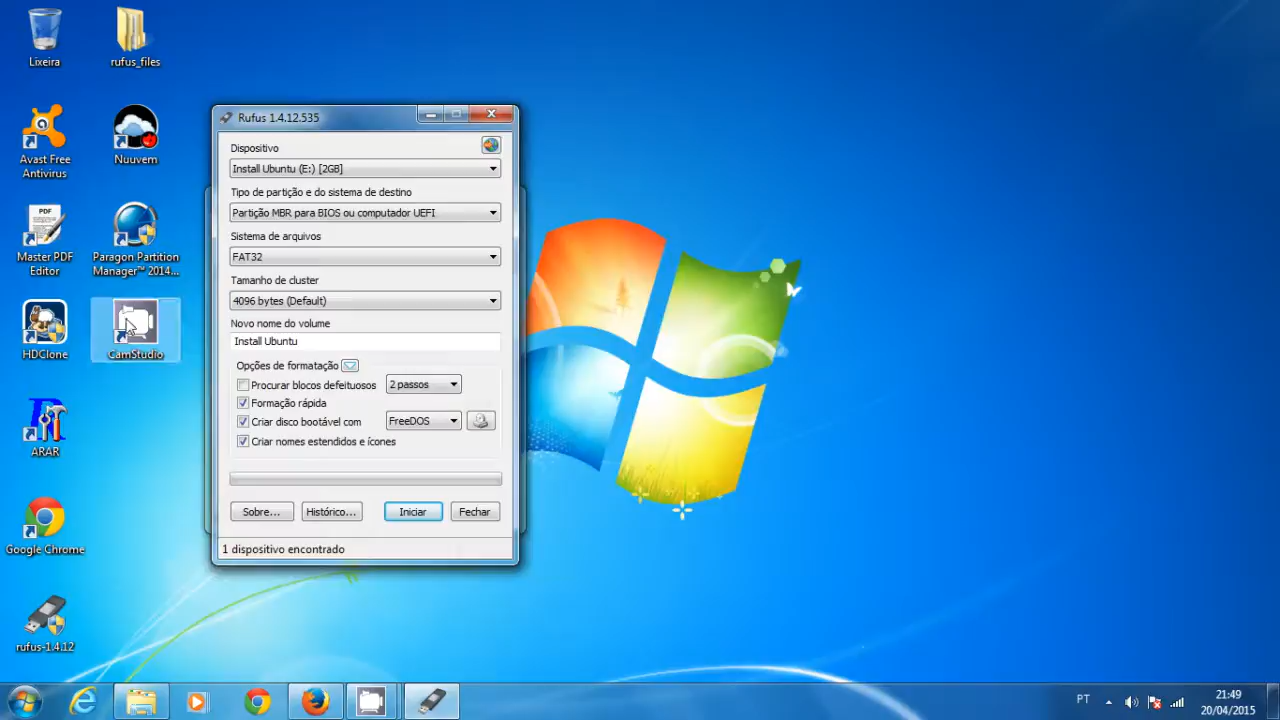 Lixeira
rufus_files
Avast Free
Antivirus
Nuuvem
PDF
Master PDF
Editor
Paragon Partition
Manager™ 2014...
HDClone
CamStudio
ARAR
Google Chrome
rufus-1.4.12
Rufus 1.4.12.535
Dispositivo
Install Ubuntu (E:) [2GB]
Tipo de partição e do sistema de destino
Partição MBR para BIOS ou computador UEFI
Sistema de arquivos
FAT32
Tamanho de cluster
4096 bytes (Default)
Novo nome do volume
Install Ubuntu
Opções de formatação
Procurar blocos defeituosos 2 passos
Formação rápida
Criar disco bootável com FreeDOS
Criar nomes estendidos e ícones
Sobre... Histórico... Iniciar Fechar
1 dispositivo encontrado
PT
21:49
20/04/2015